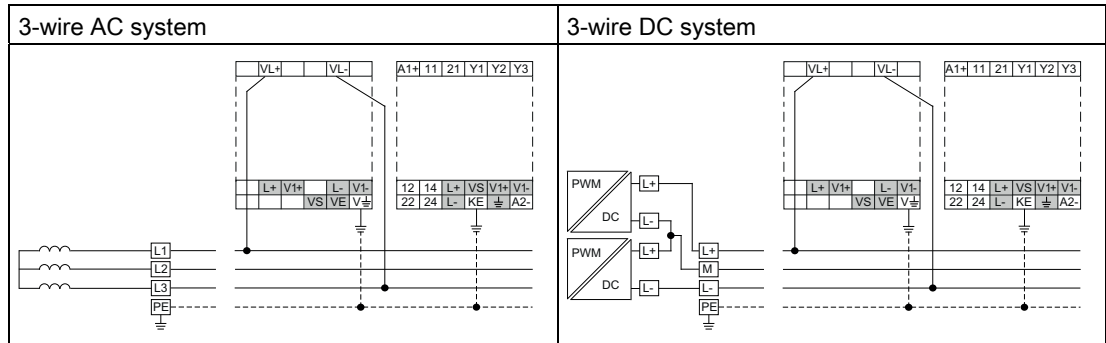 3-wire AC system
VL+ VL-
A1+ 11 21 Y1 Y2 Y3
L+ V1+ L- V1-
VS VE V⏚
12 14 L+ VS V1+ V1-
22 24 L- KE ⏚ A2-
L1
L2
L3
PE
3-wire DC system
VL+ VL-
A1+ 11 21 Y1 Y2 Y3
L+ V1+ L- V1-
VS VE V⏚
12 14 L+ VS V1+ V1-
22 24 L- KE ⏚ A2-
PWM
DC
L+
L-
PWM
DC
L+
L-
L+
M
L-
PE